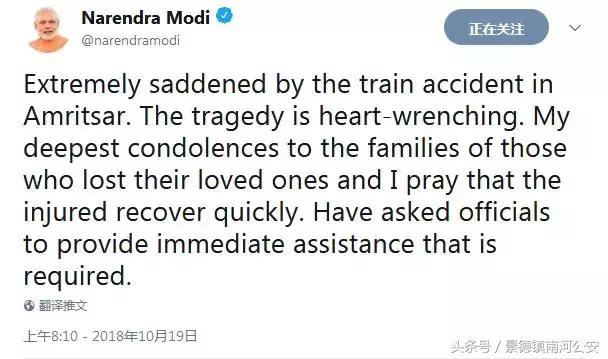 Narendra Modi
@narendramodi
正在关注
Extremely saddened by the train accident in
Amritsar. The tragedy is heart-wrenching. My
deepest condolences to the families of those
who lost their loved ones and I pray that the
injured recover quickly. Have asked officials
to provide immediate assistance that is
required.
翻译推文
上午8:10 - 2018年10月19日
头条号／景德镇南河公安